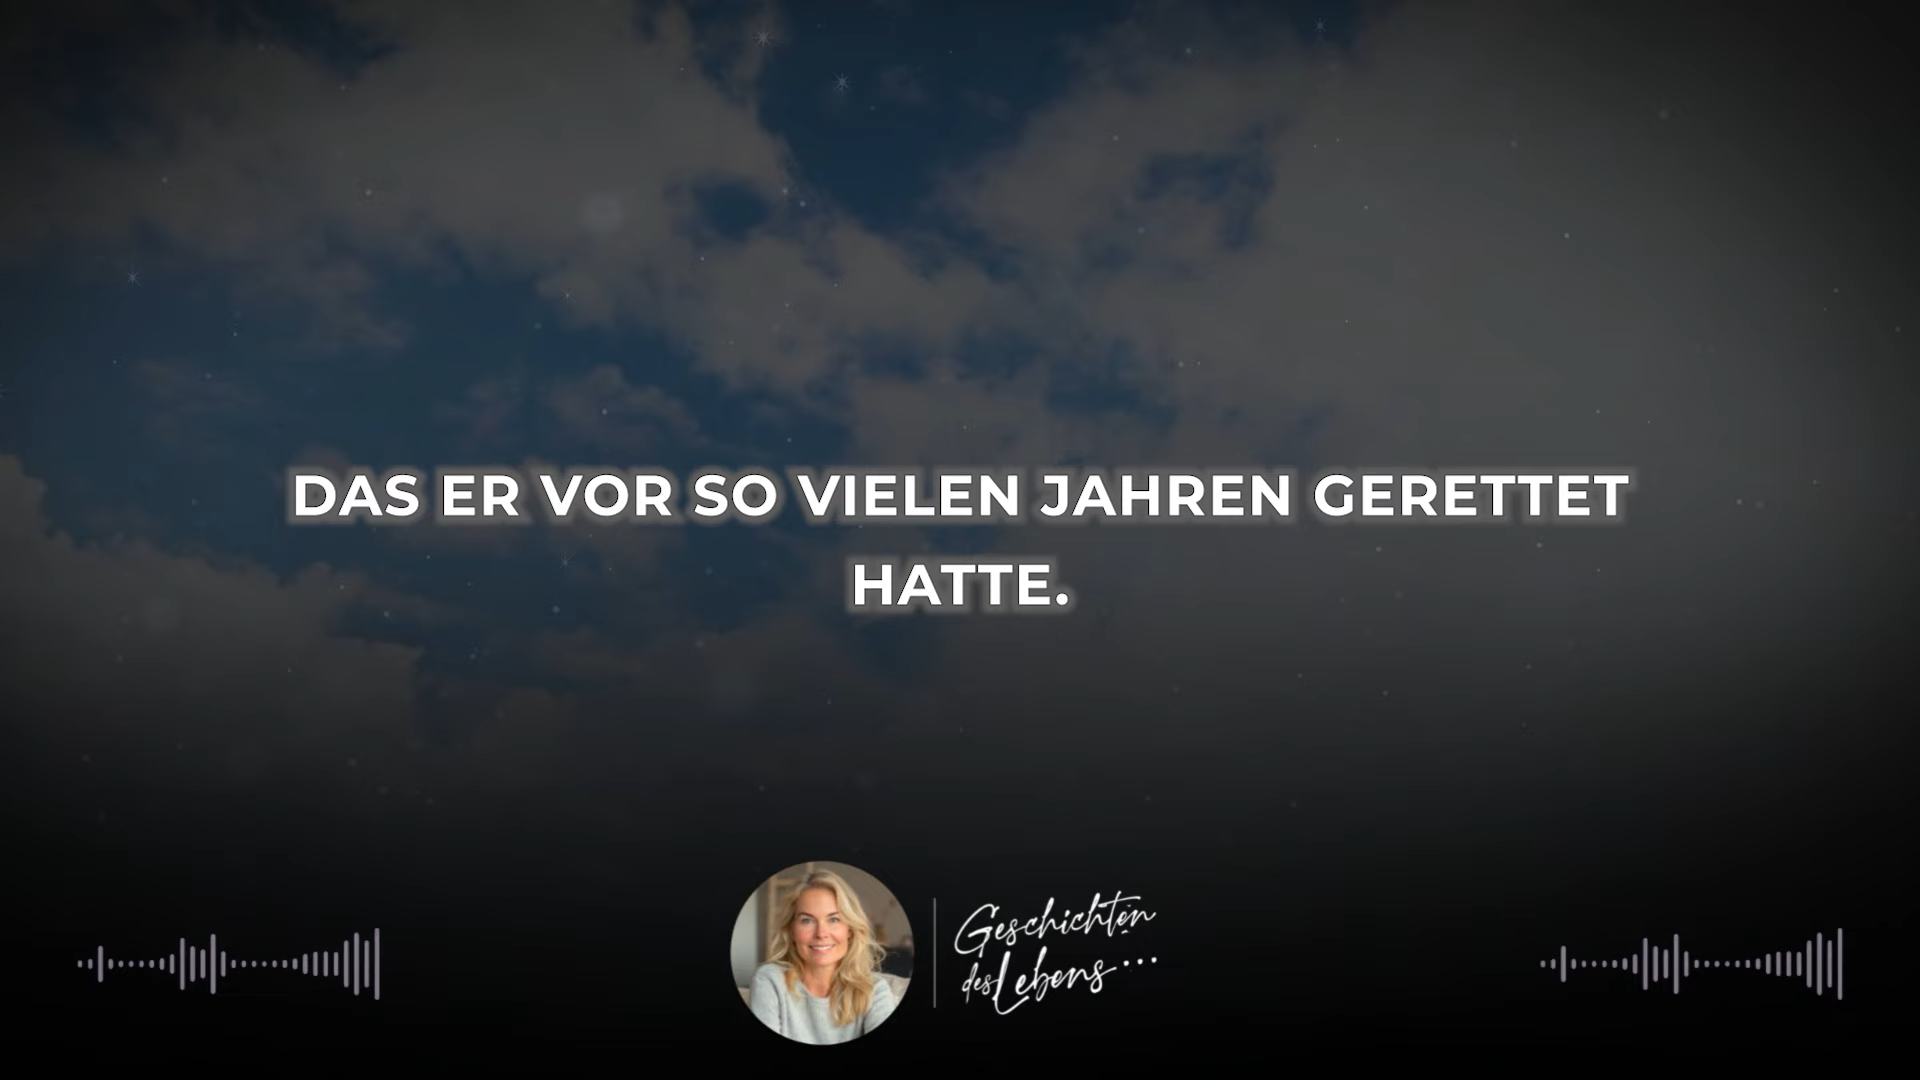 DAS ER VOR SO VIELEN JAHREN GERETTET
HATTE.
Geschichten
des Lebens...